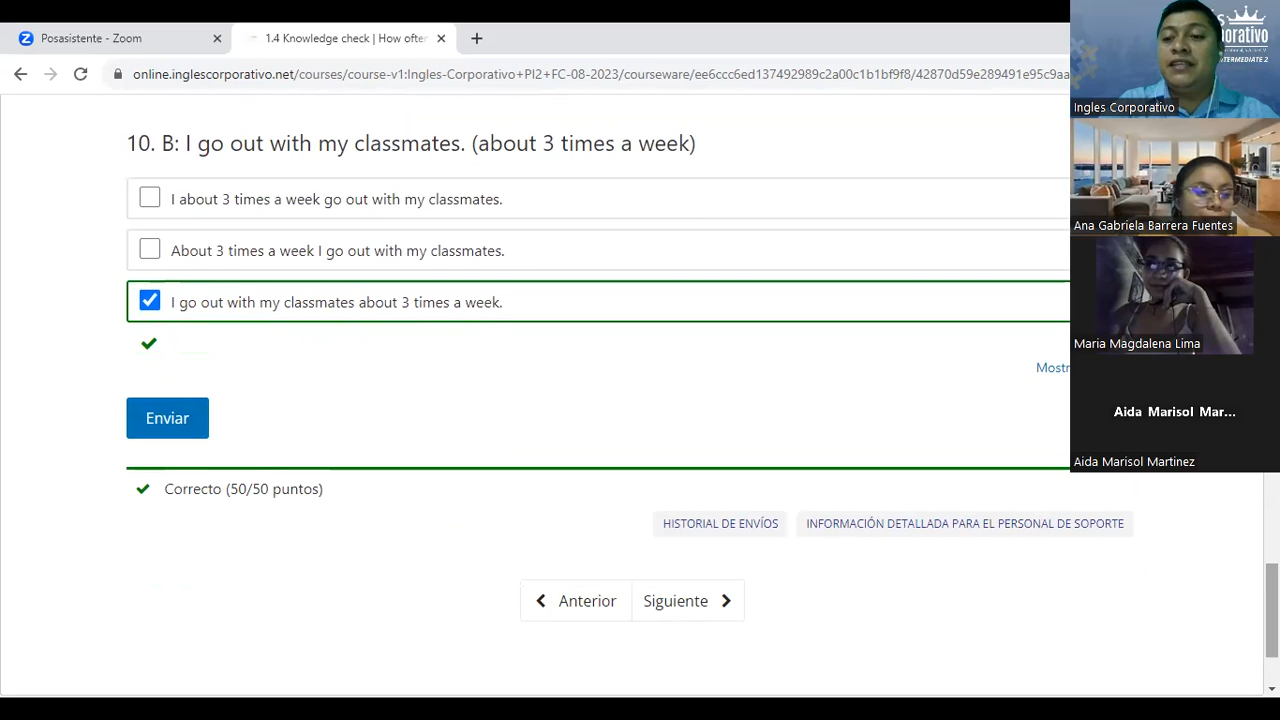 Posasistente - Zoom
1.4 Knowledge check | How ofter
online.inglescorporativo.net/courses/course-v1:Ingles-Corporativo+PI2+FC-08-2023/courseware/ee6ccc6ed137492989c2a00c1b1bf9f8/42870d59e289491e95c9aa
10. B: I go out with my classmates. (about 3 times a week)
I about 3 times a week go out with my classmates.
About 3 times a week I go out with my classmates.
I go out with my classmates about 3 times a week.
Mostr
Enviar
Correcto (50/50 puntos)
HISTORIAL DE ENVÍOS
INFORMACIÓN DETALLADA PARA EL PERSONAL DE SOPORTE
Anterior
Siguiente
Ingles Corporativo
Ana Gabriela Barrera Fuentes
Maria Magdalena Lima
Aida Marisol Mar...
Aida Marisol Martinez